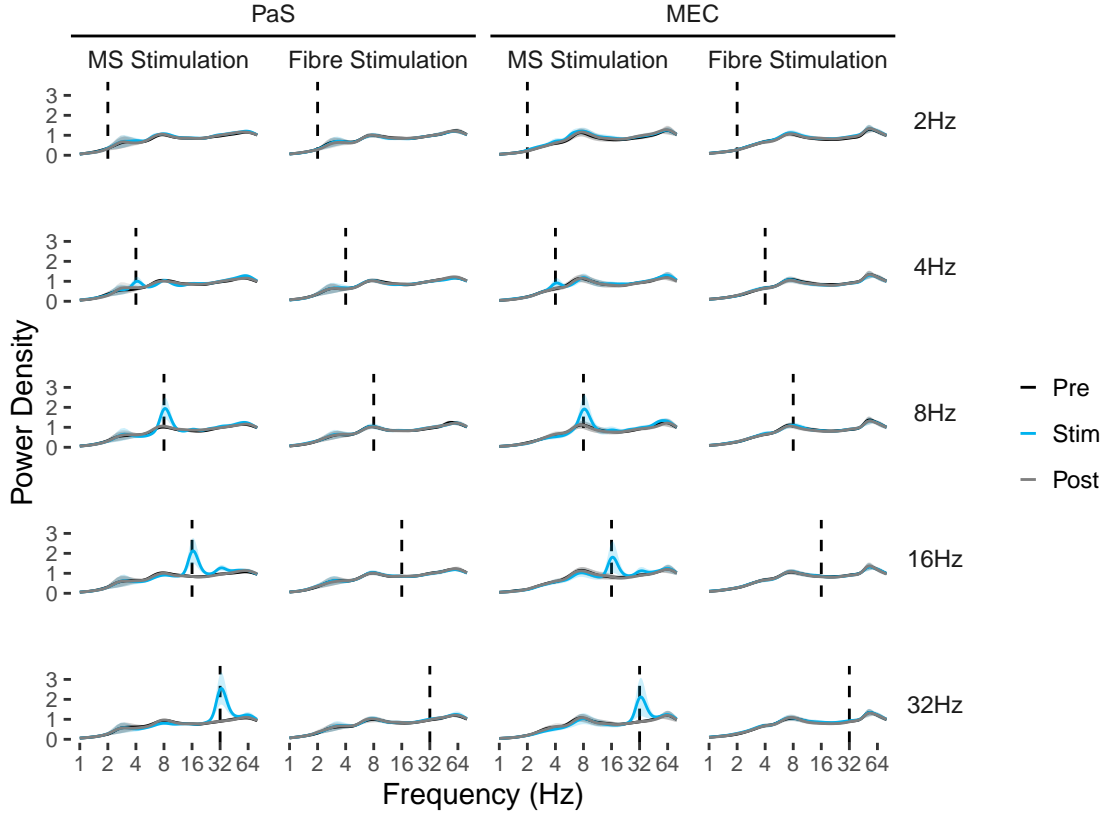 PaS MEC
MS Stimulation Fibre Stimulation MS Stimulation Fibre Stimulation
3
2
1
0
2Hz
3
2
1
0
4Hz
3
2
1
0
8Hz
3
2
1
0
16Hz
3
2
1
0
32Hz
1 2 4 8 16 32 64 1 2 4 8 16 32 64 1 2 4 8 16 32 64 1 2 4 8 16 32 64
Frequency (Hz)
Power Density
Pre
Stim
Post